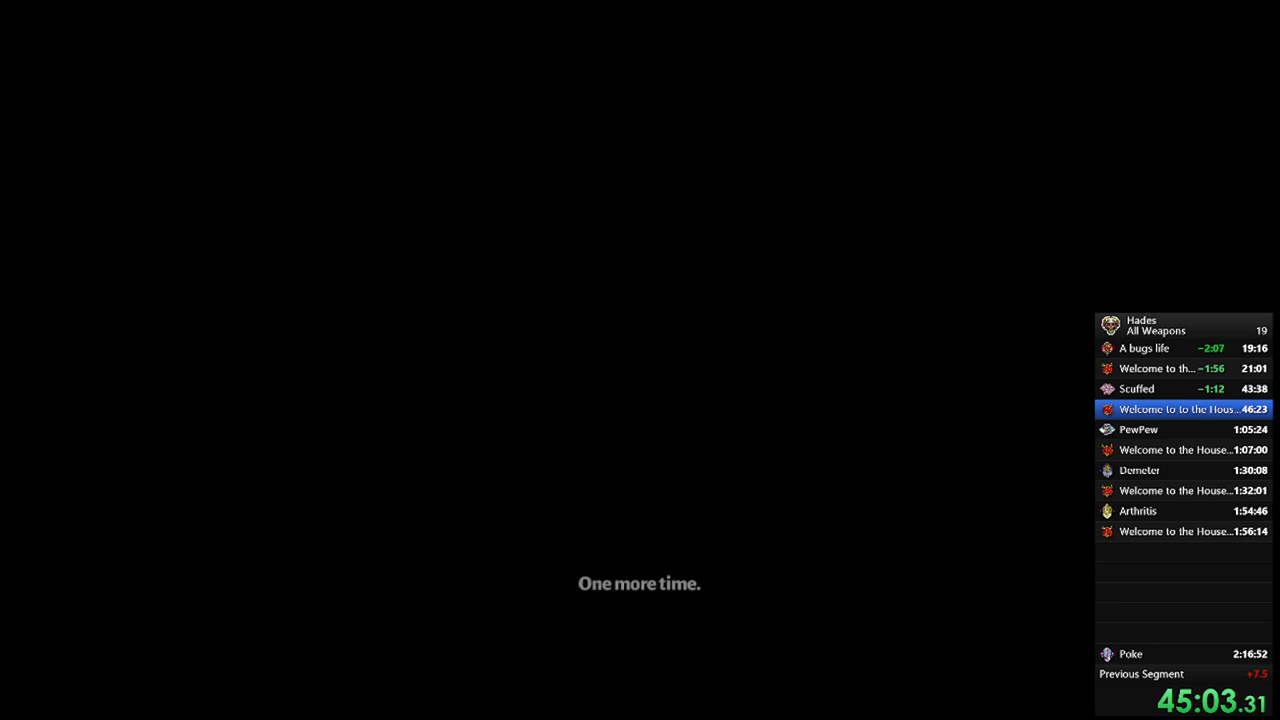 One more time.
Hades
All Weapons 19
A bugs life -2:07 19:16
Welcome to th... -1:56 21:01
Scuffed -1:12 43:38
Welcome to to the Hous... 46:23
PewPew 1:05:24
Welcome to the House... 1:07:00
Demeter 1:30:08
Welcome to the House... 1:32:01
Arthritis 1:54:46
Welcome to the House... 1:56:14
Poke 2:16:52
Previous Segment +7.5
45:03.31